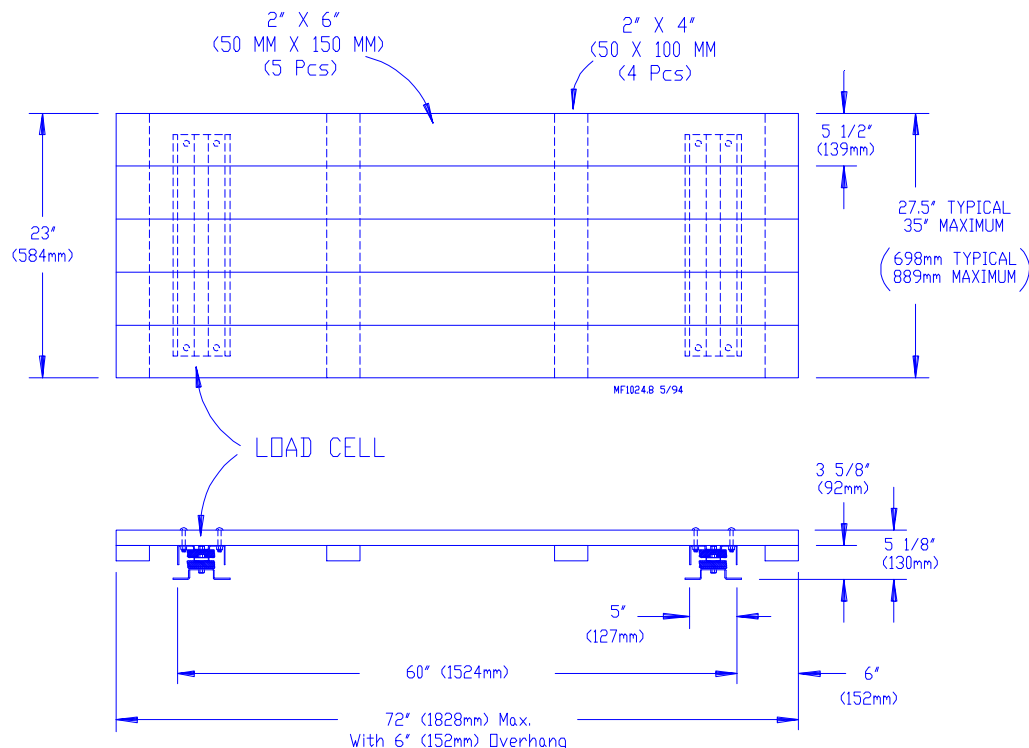 2" X 6"
(50 MM X 150 MM)
(5 Pcs)
2" X 4"
(50 X 100 MM
(4 Pcs)
5 1/2"
(139mm)
23"
(584mm)
27.5" TYPICAL
35" MAXIMUM
(698mm TYPICAL
889mm MAXIMUM)
MF1024.8 5/94
LOAD CELL
3 5/8"
(92mm)
5 1/8"
(130mm)
5"
(127mm)
60" (1524mm)
6"
(152mm)
72" (1828mm) Max.
With 6" (152mm) Overhang